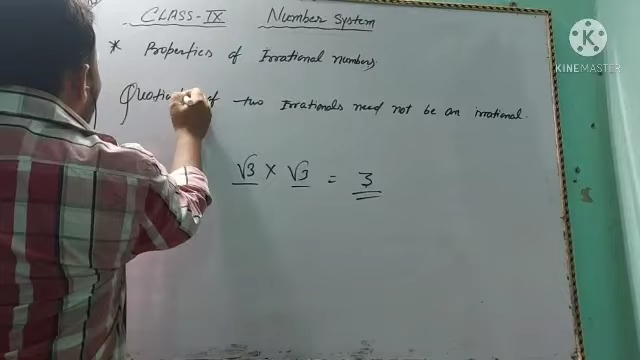 CLASS-IX Number System
* Properties of Irrational numbers
of two Irrationals need not be an irrational.
√3 × √3 = 3
KINEMASTER